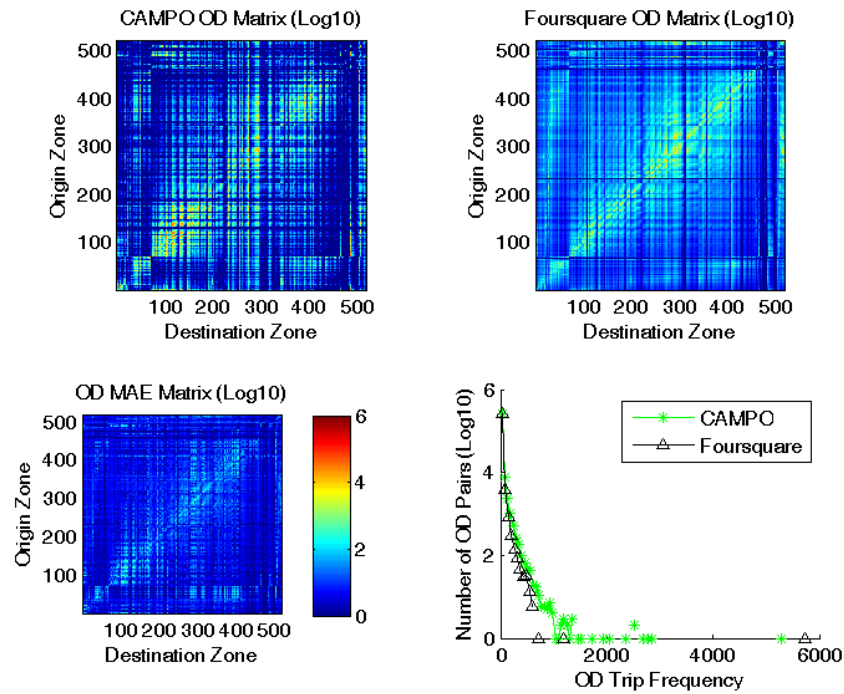 CAMPO OD Matrix (Log10)
500
400
300
200
100
Origin Zone
100 200 300 400 500
Destination Zone
Foursquare OD Matrix (Log10)
500
400
300
200
100
Origin Zone
100 200 300 400 500
Destination Zone
OD MAE Matrix (Log10)
500
400
300
200
100
Origin Zone
100 200 300 400 500
Destination Zone
6
4
2
0
6
4
2
0
Number of OD Pairs (Log10)
CAMPO
Foursquare
0 2000 4000 6000
OD Trip Frequency